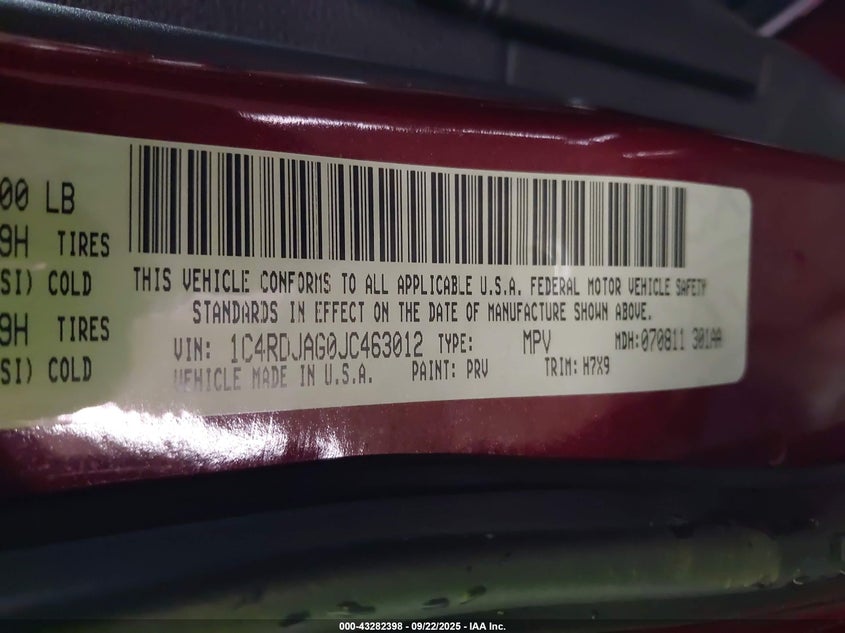 00 LB
9H TIRES
SI) COLD
9H TIRES
SI) COLD
THIS VEHICLE CONFORMS TO ALL APPLICABLE U.S.A. FEDERAL MOTOR VEHICLE SAFETY
STANDARDS IN EFFECT ON THE DATE OF MANUFACTURE SHOWN ABOVE.
VIN: 1C4RDJAG0JC463012 TYPE: MPV MDH: 070811 301AA
VEHICLE MADE IN U.S.A. PAINT: PRV TRIM: H7X9
000-43282398 - 09/22/2025 - IAA Inc.